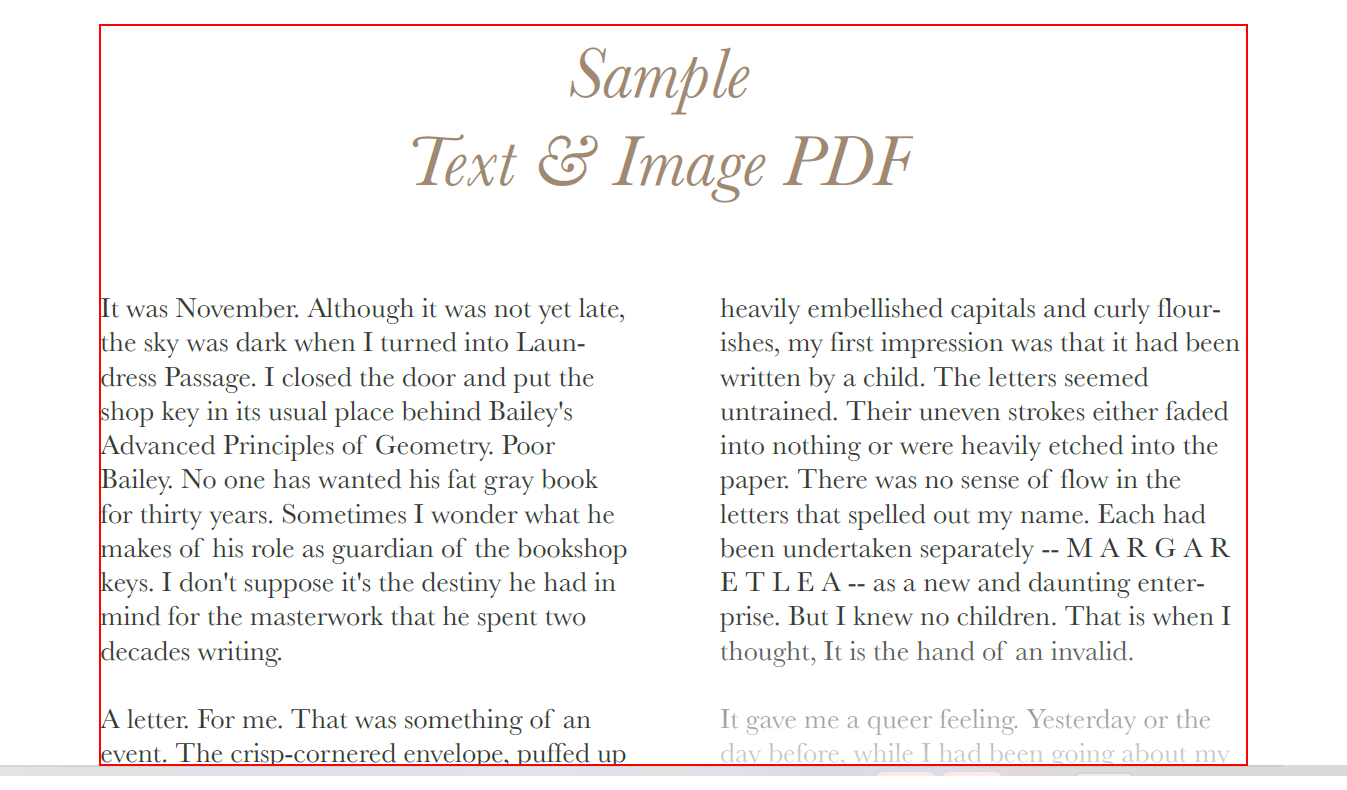 Sample
Text & Image PDF
It was November. Although it was not yet late,
the sky was dark when I turned into Laun-
dress Passage. I closed the door and put the
shop key in its usual place behind Bailey's
Advanced Principles of Geometry. Poor
Bailey. No one has wanted his fat gray book
for thirty years. Sometimes I wonder what he
makes of his role as guardian of the bookshop
keys. I don't suppose it's the destiny he had in
mind for the masterwork that he spent two
decades writing.
A letter. For me. That was something of an
event. The crisp-cornered envelope, puffed up
heavily embellished capitals and curly flour-
ishes, my first impression was that it had been
written by a child. The letters seemed
untrained. Their uneven strokes either faded
into nothing or were heavily etched into the
paper. There was no sense of flow in the
letters that spelled out my name. Each had
been undertaken separately -- M A R G A R
E T L E A -- as a new and daunting enter-
prise. But I knew no children. That is when I
thought, It is the hand of an invalid.
It gave me a queer feeling. Yesterday or the
day before, while I had been going about my